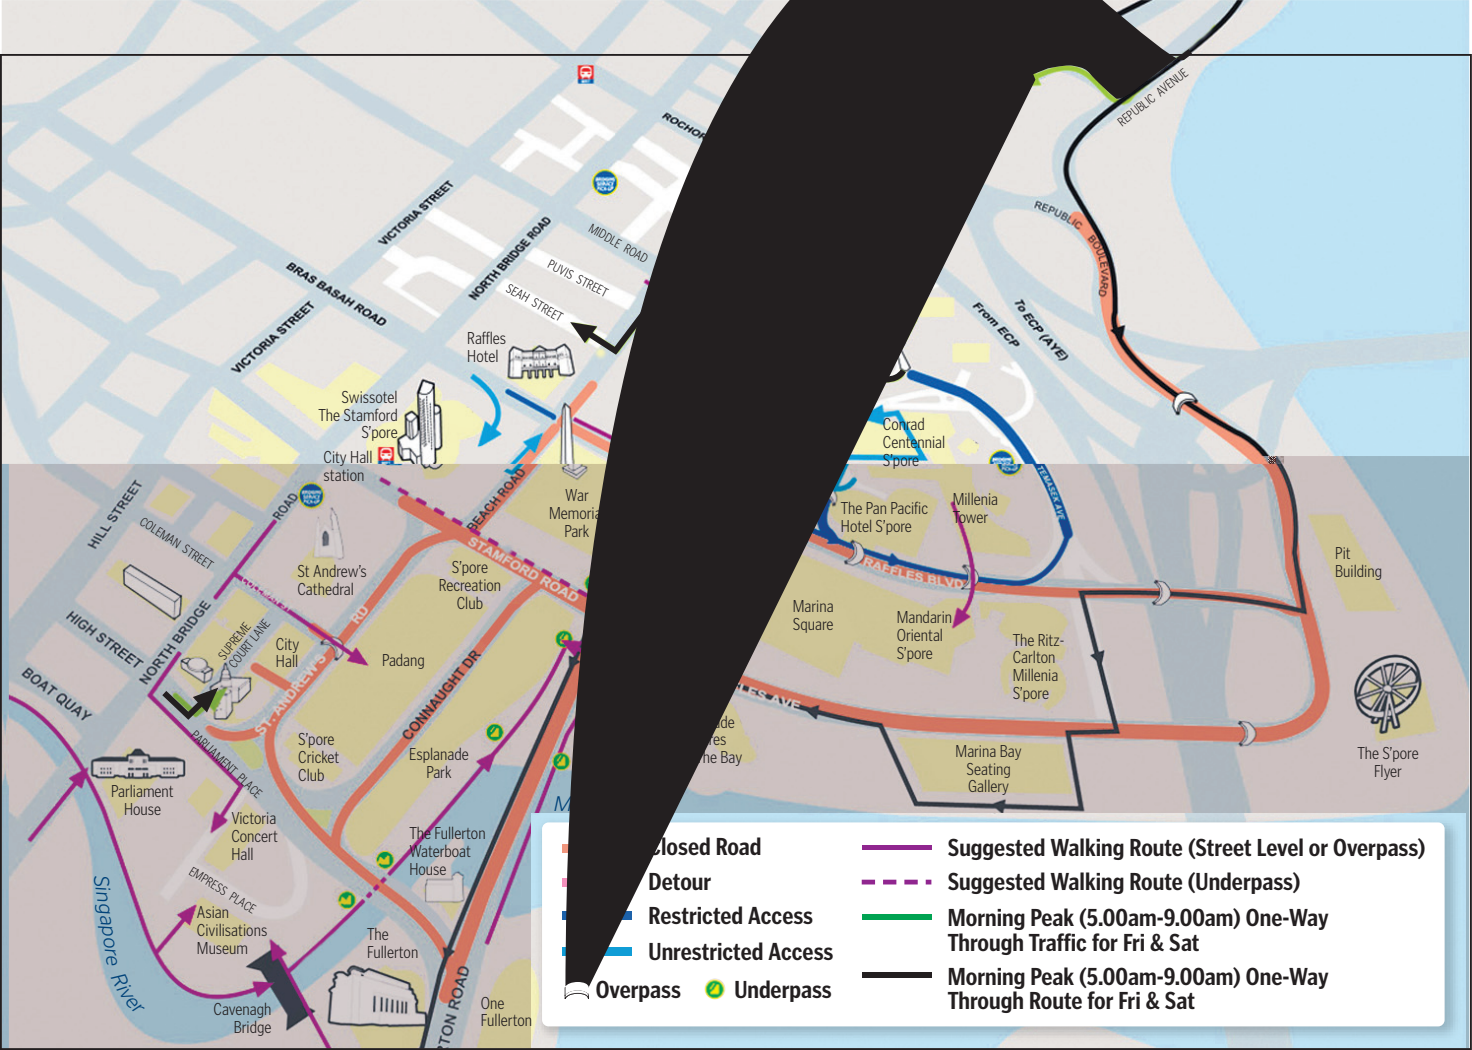 REPUBLIC AVENUE
VICTORIA STREET
MIDDLE ROAD
NORTH BRIDGE ROAD
PUVIS STREET
SEAH STREET
BRAS BASAH ROAD
VICTORIA STREET
REPUBLIC
BOULEVARD
From ECP
To ECP (AYE)
Raffles
Hotel
Swissotel
The Stamford
S'pore
City Hall
station
Conrad
Centennial
S'pore
TEMASEK AVE
HILL STREET
COLEMAN STREET
ROAD
BEACH ROAD
War
Memorial
Park
The Pan Pacific
Hotel S'pore
Millenia
Tower
STAMFORD ROAD
RAFFLES BLVD
Pit
Building
St Andrew's
Cathedral
S'pore
Recreation
Club
RD
HIGH STREET
NORTH BRIDGE
SUPREME
COURT LANE
City
Hall
Padang
ST. ANDREW'S
CONNAUGHT DR
Marina
Square
Mandarin
Oriental
S'pore
The Ritz-
Carlton
Millenia
S'pore
BOAT QUAY
PARLIAMENT PLACE
S'pore
Cricket
Club
Esplanade
Park
LES AVE
Marina Bay
Seating
Gallery
The S'pore
Flyer
Parliament
House
Victoria
Concert
Hall
The Fullerton
Waterboat
House
EMPRESS PLACE
Asian
Civilisations
Museum
Singapore River
The
Fullerton
Cavenagh
Bridge
RTON ROAD
One
Fullerton
Closed Road
Detour
Restricted Access
Unrestricted Access
Overpass
Underpass
Suggested Walking Route (Street Level or Overpass)
Suggested Walking Route (Underpass)
Morning Peak (5.00am-9.00am) One-Way
Through Traffic for Fri & Sat
Morning Peak (5.00am-9.00am) One-Way
Through Route for Fri & Sat